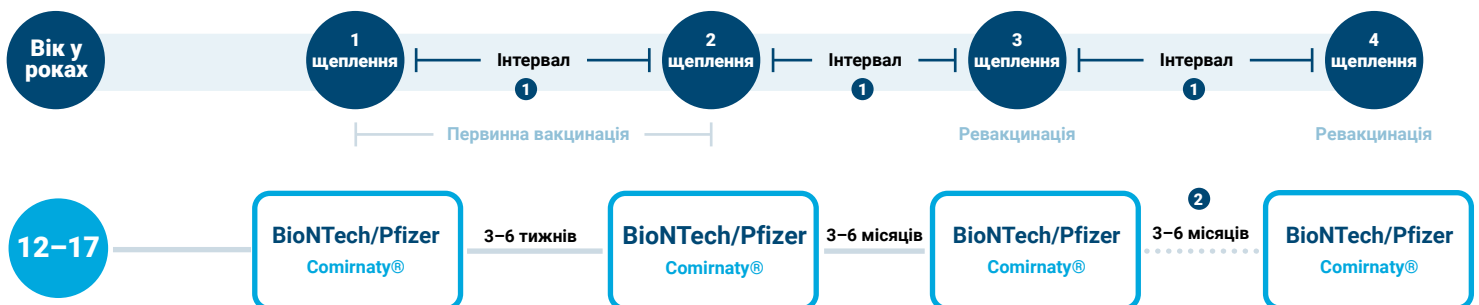 Вік у
роках
1
щеплення
Інтервал
1
2
щеплення
Інтервал
1
3
щеплення
Інтервал
1
4
щеплення
Первинна вакцинація
Ревакцинація
Ревакцинація
12–17
BioNTech/Pfizer
Comirnaty®
3–6 тижнів
BioNTech/Pfizer
Comirnaty®
3–6 місяців
BioNTech/Pfizer
Comirnaty®
2
3–6 місяців
BioNTech/Pfizer
Comirnaty®